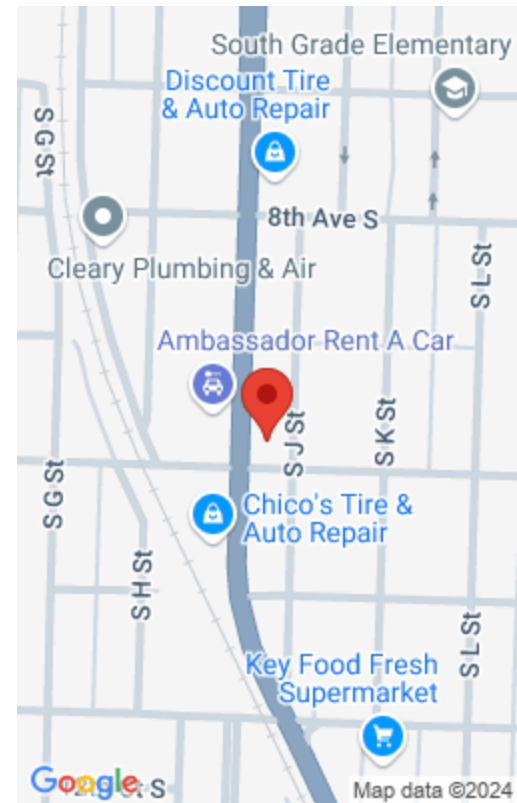 South Grade Elementary
Discount Tire
& Auto Repair
S G St
8th Ave S
Cleary Plumbing & Air
S L St
Ambassador Rent A Car
S J St
S K St
S G St
Chico's Tire &
Auto Repair
S H St
S L St
Key Food Fresh
Supermarket
Google
Map data ©2024